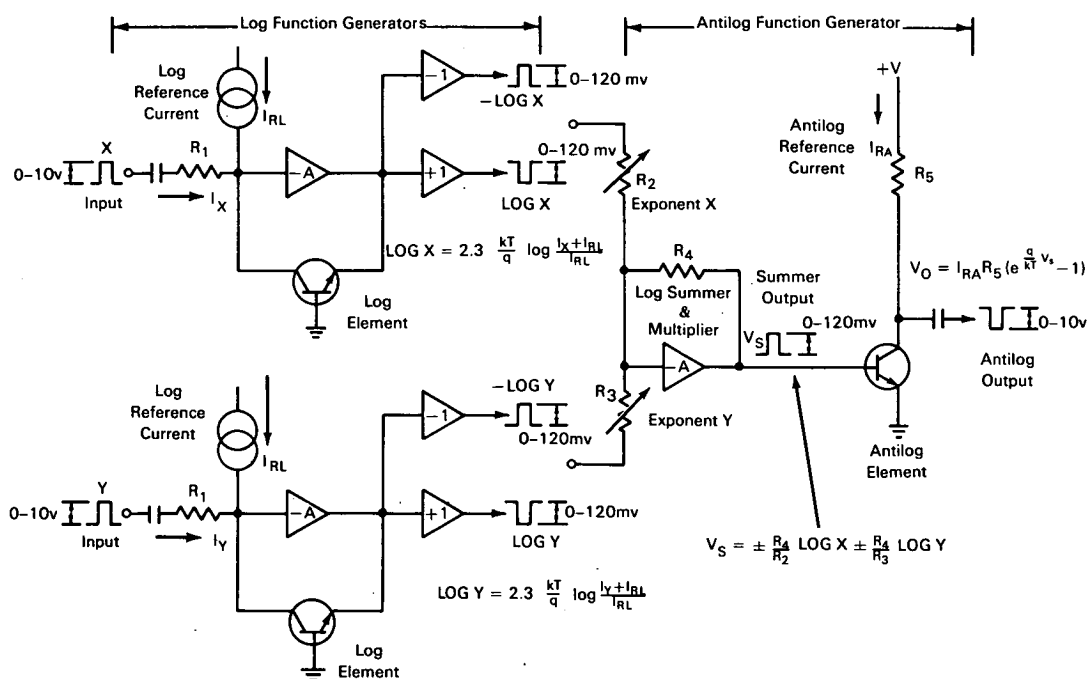 Log Function Generators
Antilog Function Generator
Log
Reference
Current
I_RL
−1
0−120 mv
−LOG X
+V
Antilog
Reference
Current
I_RA
R5
0−10v
X
Input
R1
I_X
−A
+1
0−120 mv
LOG X
R2
Exponent X
LOG X = 2.3 kT/q log I_X+I_RL/I_RL
Log
Element
R4
Log Summer
&
Multiplier
−A
Summer
Output
V_S
0−120mv
V_O = I_RA R5 (e^(q/kT V_s) −1)
0−10v
Antilog
Output
Antilog
Element
Log
Reference
Current
I_RL
−1
−LOG Y
0−120mv
R3
Exponent Y
0−10v
Y
Input
R1
I_Y
−A
+1
0−120mv
LOG Y
V_S = ± R4/R2 LOG X ± R4/R3 LOG Y
LOG Y = 2.3 kT/q log I_Y+I_RL/I_RL
Log
Element